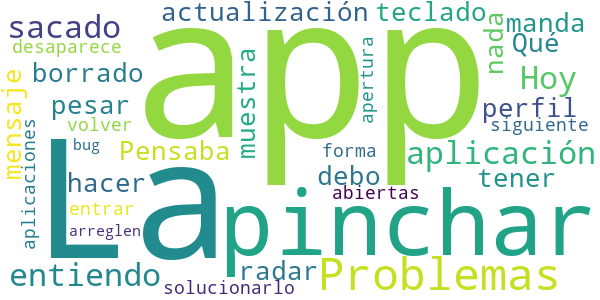 sacado actualización teclado manda
desaparece app nada Qué
borrado muestra apertura Hoy
mensaje pesar perfil
volver siguiente
aplicaciones bug Pensaba forma aplicación
La pinchar
hacer debo tener
entrar abiertas
arreglen
entiendo radar Problemas
solucionarlo